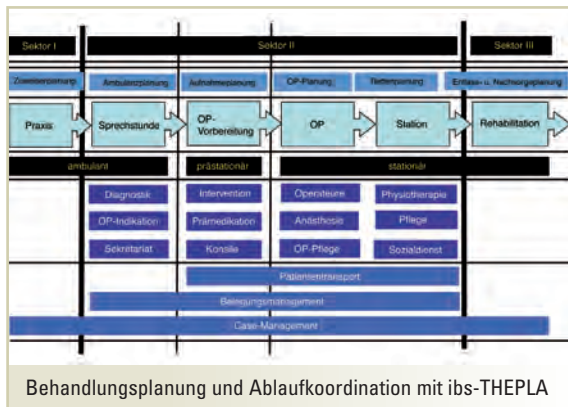 Sektor I Sektor II Sektor III
Zuweiserplanung Ambulanzplanung Aufnahmeplanung OP-Planung Bettenplanung Entlass- u. Nachsorgeplanung
Praxis Sprechstunde OP-Vorbereitung OP Station Rehabilitation
ambulant prästationär stationär
Diagnostik Intervention Operateure Physiotherapie
OP-Indikation Prämedikation Anästhesie Pflege
Sekretariat Konsile OP-Pflege Sozialdienst
Patiententransport
Belegungsmanagement
Case-Management
Behandlungsplanung und Ablaufkoordination mit ibs-THEPLA